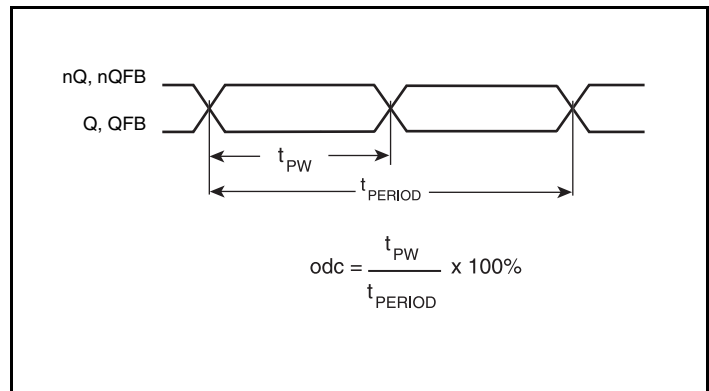 nQ, nQFB
Q, QFB
tPW
tPERIOD
odc = tPW / tPERIOD x 100%